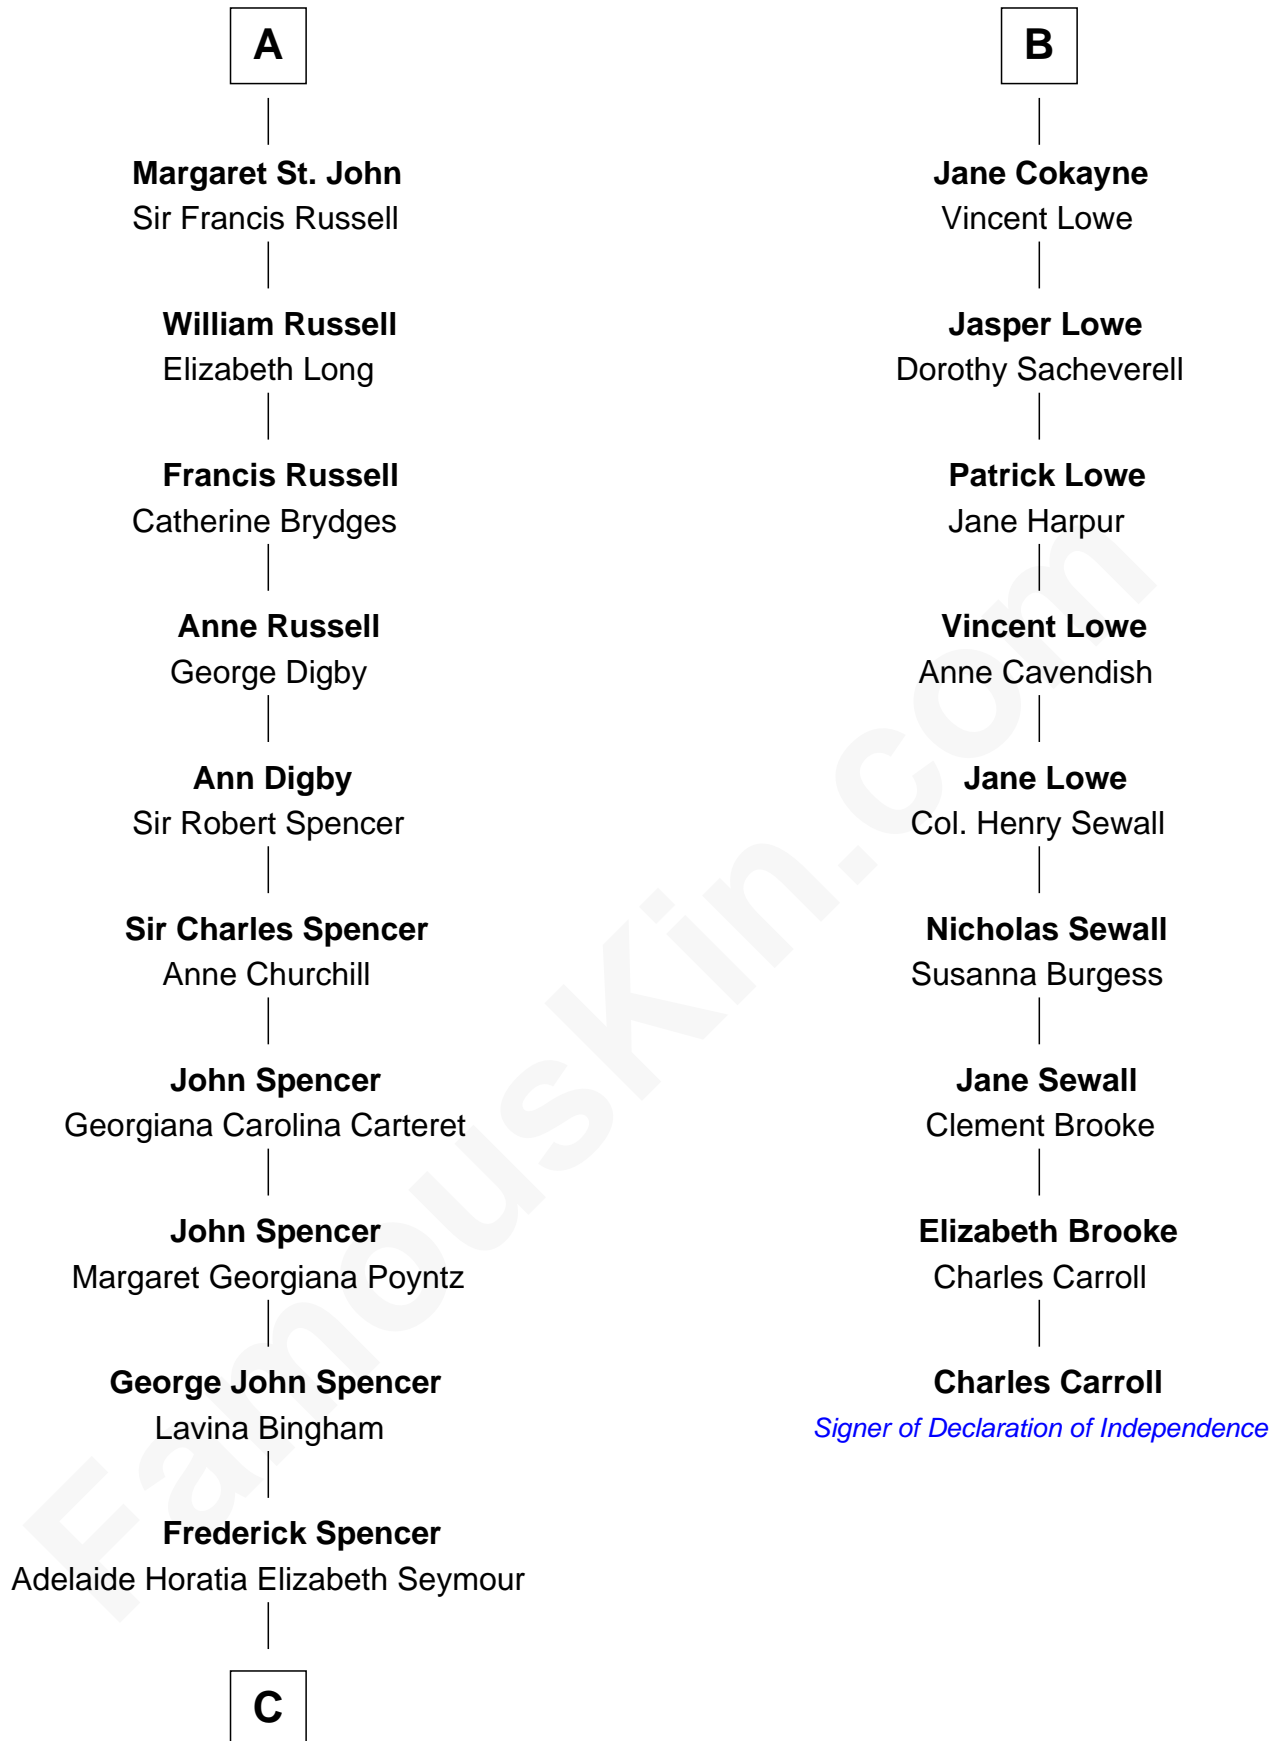 A
Margaret St. John
Sir Francis Russell
William Russell
Elizabeth Long
Francis Russell
Catherine Brydges
Anne Russell
George Digby
Ann Digby
Sir Robert Spencer
Sir Charles Spencer
Anne Churchill
John Spencer
Georgiana Carolina Carteret
John Spencer
Margaret Georgiana Poyntz
George John Spencer
Lavina Bingham
Frederick Spencer
Adelaide Horatia Elizabeth Seymour
C
B
Jane Cokayne
Vincent Lowe
Jasper Lowe
Dorothy Sacheverell
Patrick Lowe
Jane Harpur
Vincent Lowe
Anne Cavendish
Jane Lowe
Col. Henry Sewall
Nicholas Sewall
Susanna Burgess
Jane Sewall
Clement Brooke
Elizabeth Brooke
Charles Carroll
Charles Carroll
Signer of Declaration of Independence
FamousKin.com